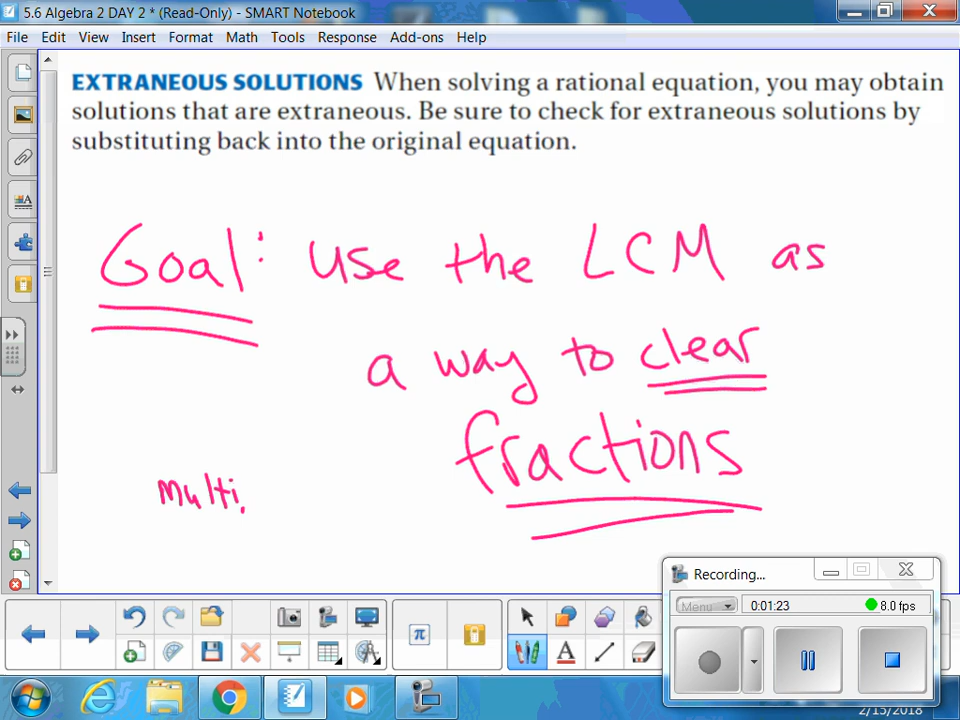 5.6 Algebra 2 DAY 2 * (Read-Only) - SMART Notebook
File Edit View Insert Format Math Tools Response Add-ons Help
EXTRANEOUS SOLUTIONS When solving a rational equation, you may obtain
solutions that are extraneous. Be sure to check for extraneous solutions by
substituting back into the original equation.
Goal: Use the LCM as
a way to clear
fractions
Multi
Recording...
Menu 0:01:23 8.0 fps
π
A
2/15/2018